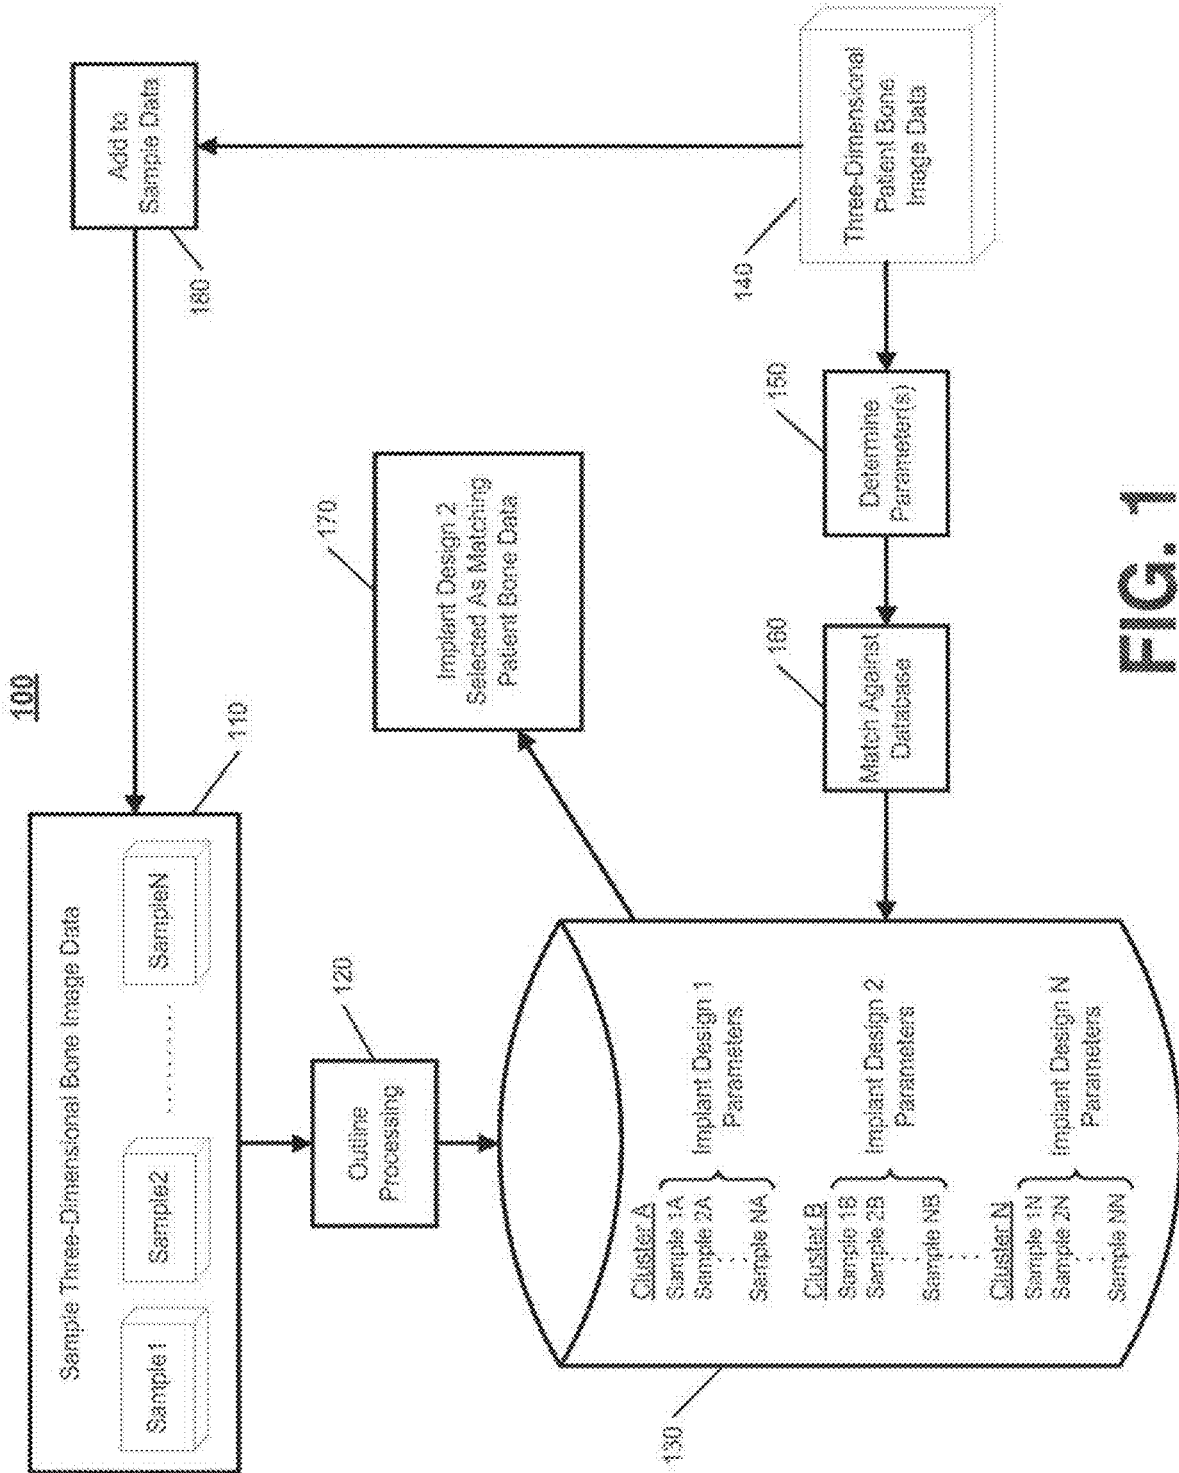 100
Sample Three-Dimensional Bone Image Data
Sample1
Sample2
.........
SampleN
110
Add to
Sample Data
180
Outline
Processing
120
Implant Design 2
Selected As Matching
Patient Bone Data
170
Cluster A
Sample 1A
Sample 2A
Sample NA
Implant Design 1
Parameters
Cluster B
Sample 1B
Sample 2B
Sample NB
Implant Design 2
Parameters
Cluster N
Sample 1N
Sample 2N
Sample NN
Implant Design N
Parameters
130
Match Against
Database
160
Determine
Parameter(s)
150
Three-Dimensional
Patient Bone
Image Data
140
FIG. 1